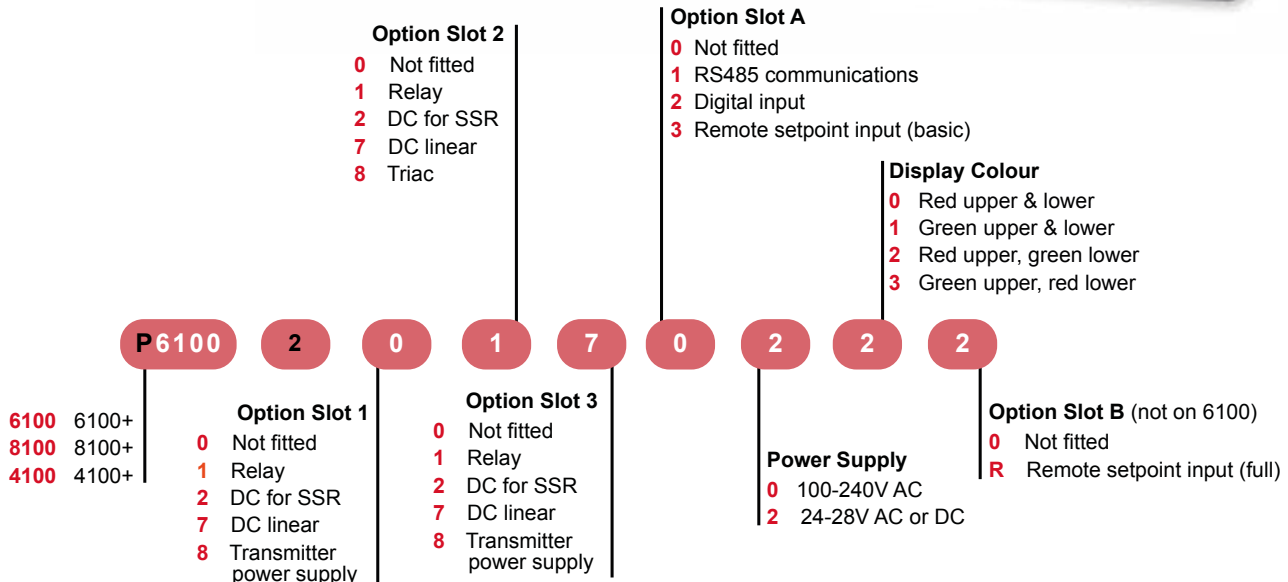 Option Slot 2
0 Not fitted
1 Relay
2 DC for SSR
7 DC linear
8 Triac
Option Slot A
0 Not fitted
1 RS485 communications
2 Digital input
3 Remote setpoint input (basic)
Display Colour
0 Red upper & lower
1 Green upper & lower
2 Red upper, green lower
3 Green upper, red lower
P6100 2 0 1 7 0 2 2 2
6100 6100+
8100 8100+
4100 4100+
Option Slot 1
0 Not fitted
1 Relay
2 DC for SSR
7 DC linear
8 Transmitter
power supply
Option Slot 3
0 Not fitted
1 Relay
2 DC for SSR
7 DC linear
8 Transmitter
power supply
Power Supply
0 100-240V AC
2 24-28V AC or DC
Option Slot B (not on 6100)
0 Not fitted
R Remote setpoint input (full)